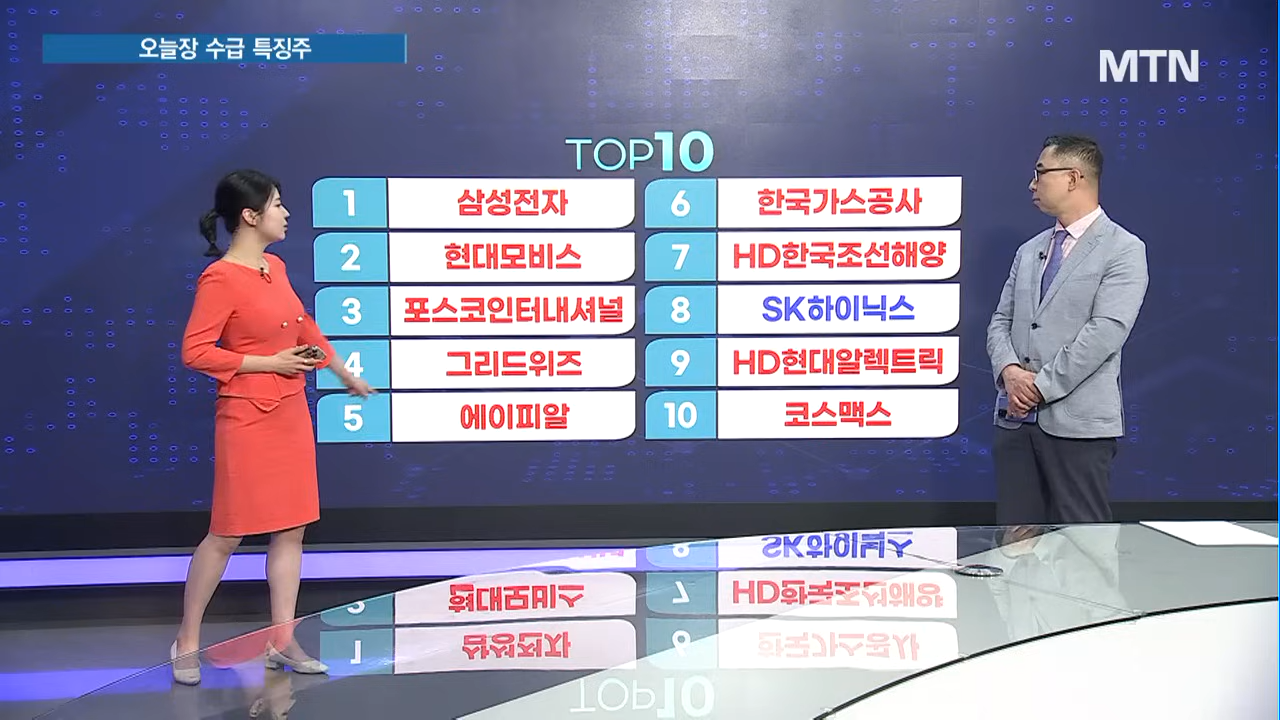 오늘장 수급 특징주
MTN
TOP10
1 삼성전자
2 현대모비스
3 포스코인터내셔널
4 그리드위즈
5 에이피알
6 한국가스공사
7 HD한국조선해양
8 SK하이닉스
9 HD현대알렉트릭
10 코스맥스